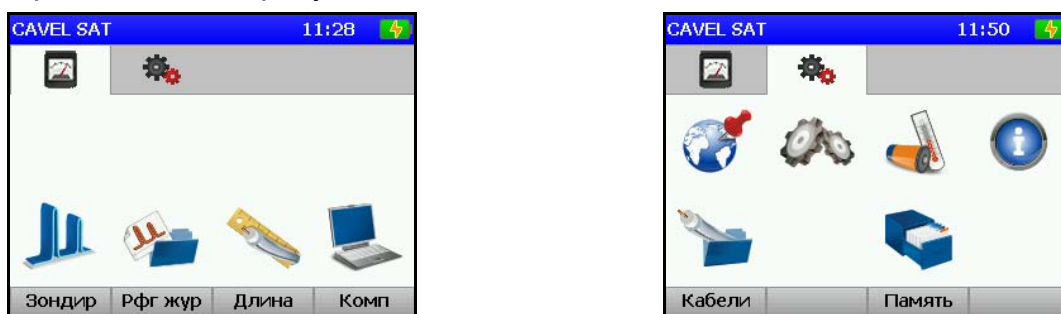 CAVEL SAT 11:28
Зондир Рфг жур Длина Комп
CAVEL SAT 11:50
Кабели Память